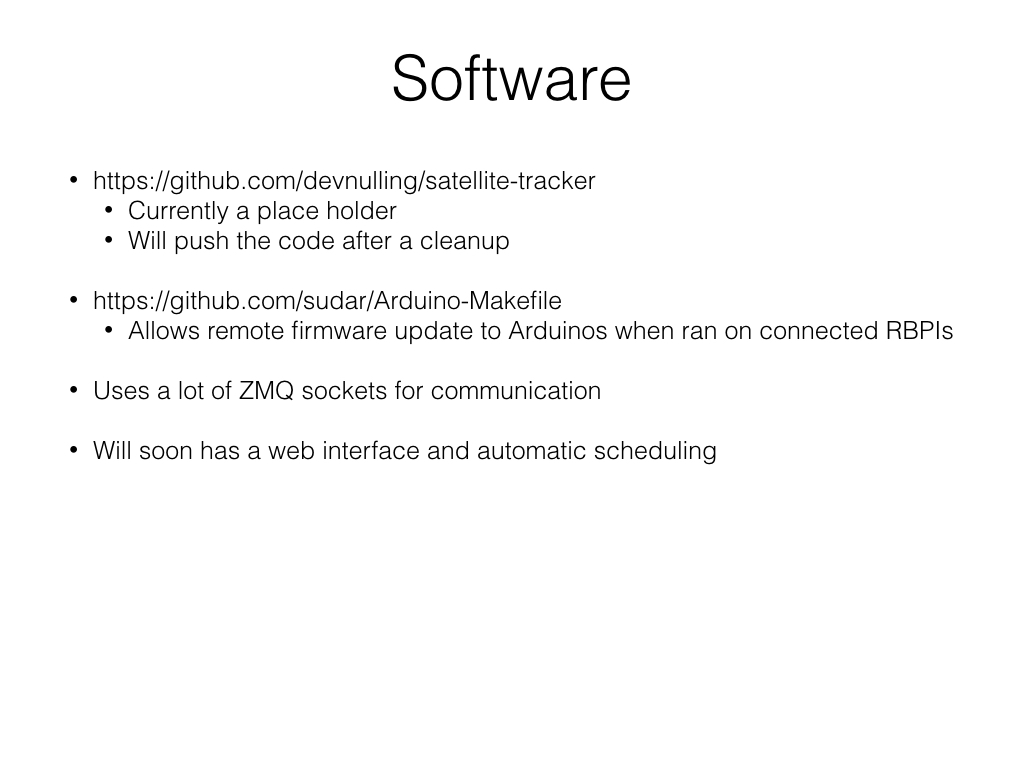 Software
• https://github.com/devnulling/satellite-tracker
• Currently a place holder
• Will push the code after a cleanup
• https://github.com/sudar/Arduino-Makefile
• Allows remote firmware update to Arduinos when ran on connected RBPIs
• Uses a lot of ZMQ sockets for communication
• Will soon has a web interface and automatic scheduling